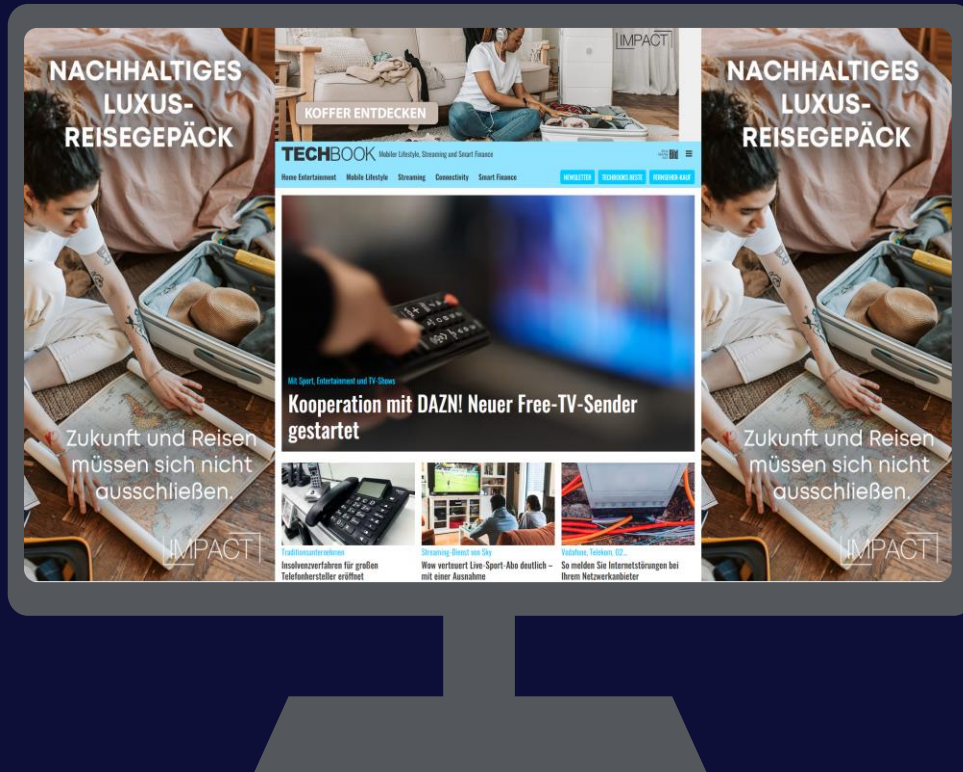 NACHHALTIGES
LUXUS-
REISEGEPÄCK
Zukunft und Reisen
müssen sich nicht
ausschließen.
IMPACT
IMPACT
KOFFER ENTDECKEN
TECHBOOK Mobiler Lifestyle, Streaming und Smart Finance
Home Entertainment Mobile Lifestyle Streaming Connectivity Smart Finance NEWSLETTER TECHBOOKS BESTE FERNSEHER-KAUF
Mit Sport, Entertainment und TV-Shows
Kooperation mit DAZN! Neuer Free-TV-Sender
gestartet
Traditionsunternehmen
Insolvenzverfahren für großen
Telefonhersteller eröffnet
Streaming-Dienst von Sky
Wow verteuert Live-Sport-Abo deutlich –
mit einer Ausnahme
Vodafone, Telekom, O2...
So melden Sie Internetstörungen bei
Ihrem Netzwerkanbieter
NACHHALTIGES
LUXUS-
REISEGEPÄCK
Zukunft und Reisen
müssen sich nicht
ausschließen.
IMPACT